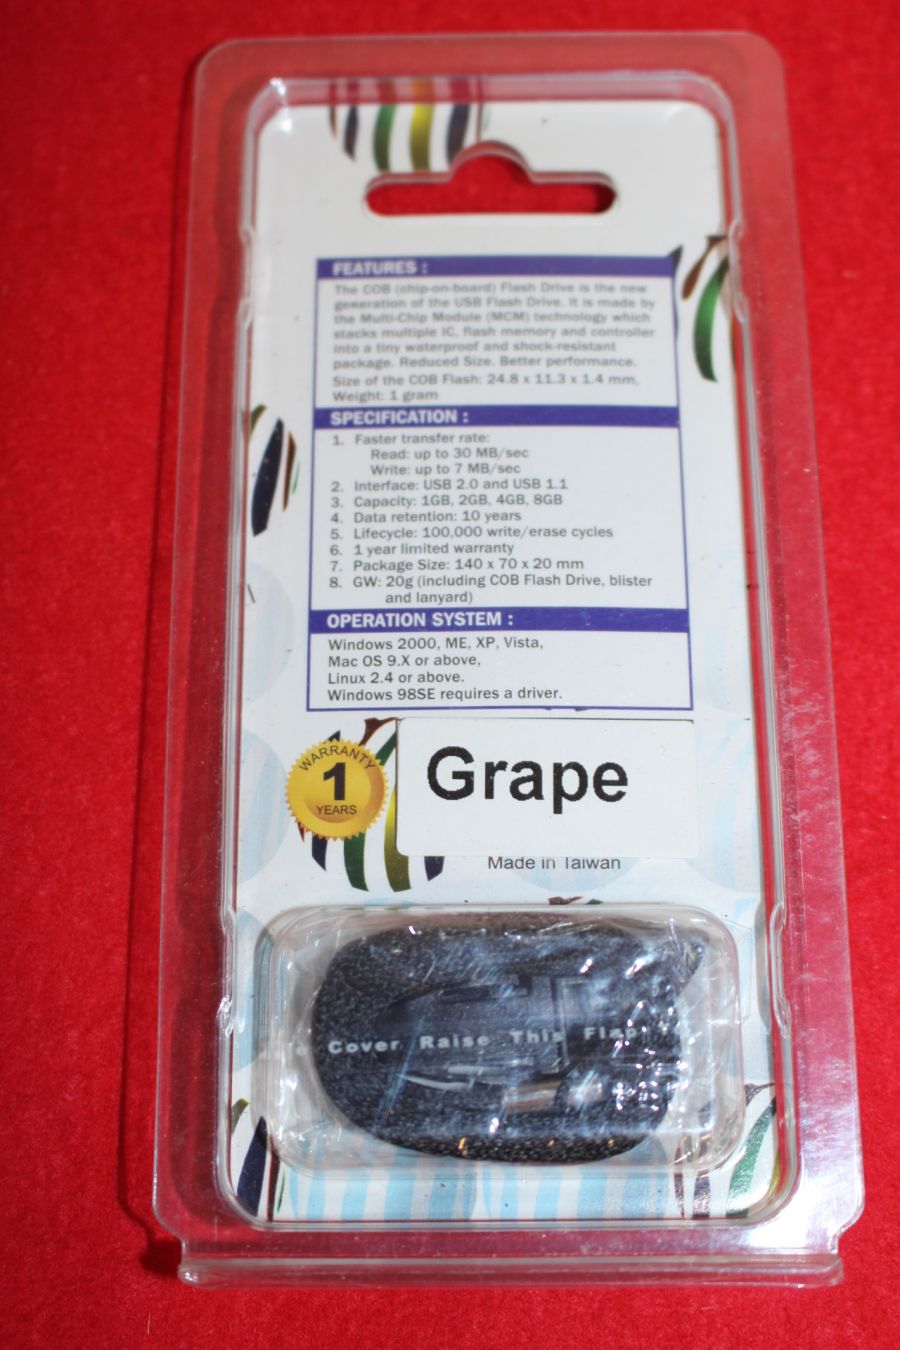 FEATURES :
The COB (chip-on-board) Flash Drive is the new
generation of the USB Flash Drive. It is made by
the Multi-Chip Module (MCM) technology which
stacks multiple IC, flash memory and controller
into a tiny waterproof and shock-resistant
package. Reduced Size. Better performance.
Size of the COB Flash: 24.8 x 11.3 x 1.4 mm,
Weight: 1 gram
SPECIFICATION :
1. Faster transfer rate:
Read: up to 30 MB/sec
Write: up to 7 MB/sec
2. Interface: USB 2.0 and USB 1.1
3. Capacity: 1GB, 2GB, 4GB, 8GB
4. Data retention: 10 years
5. Lifecycle: 100,000 write/erase cycles
6. 1 year limited warranty
7. Package Size: 140 x 70 x 20 mm
8. GW: 20g (including COB Flash Drive, blister
and lanyard)
OPERATION SYSTEM :
Windows 2000, ME, XP, Vista,
Mac OS 9.X or above,
Linux 2.4 or above.
Windows 98SE requires a driver.
WARRANTY
1
YEARS
Grape
Made in Taiwan
Cover Raise This Flap